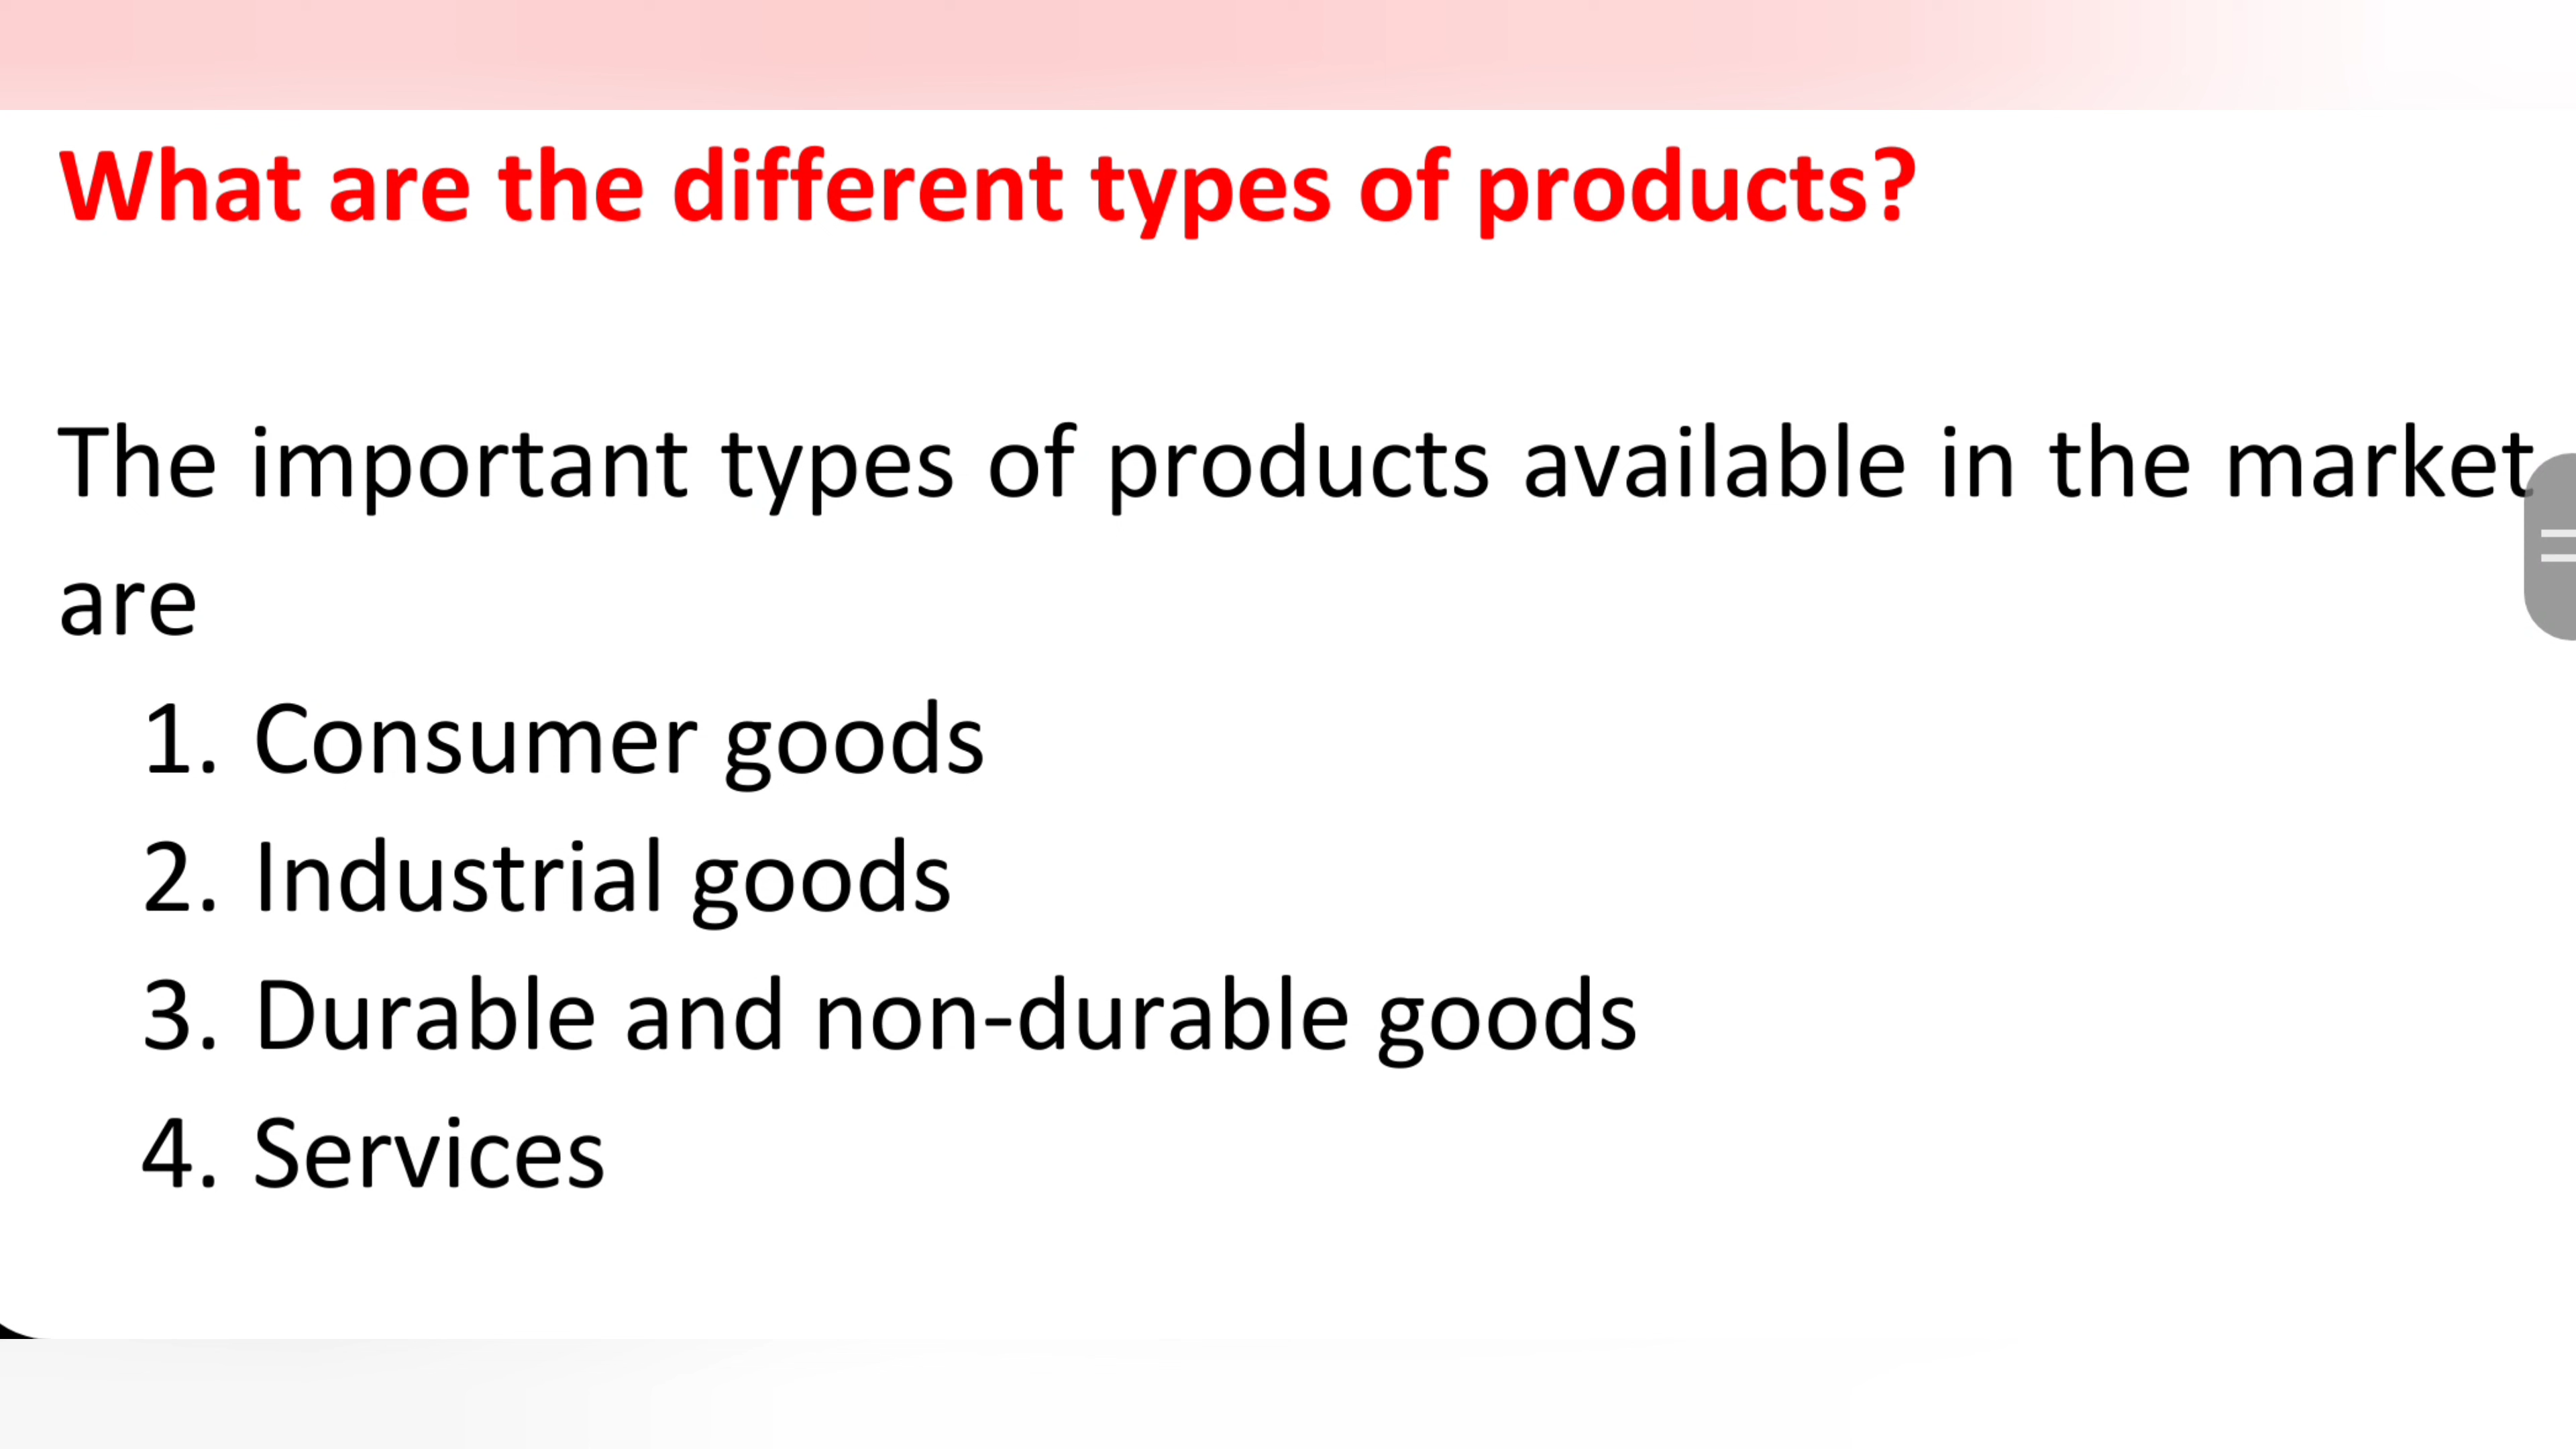 What are the different types of products?
The important types of products available in the market
are
1. Consumer goods
2. Industrial goods
3. Durable and non-durable goods
4. Services